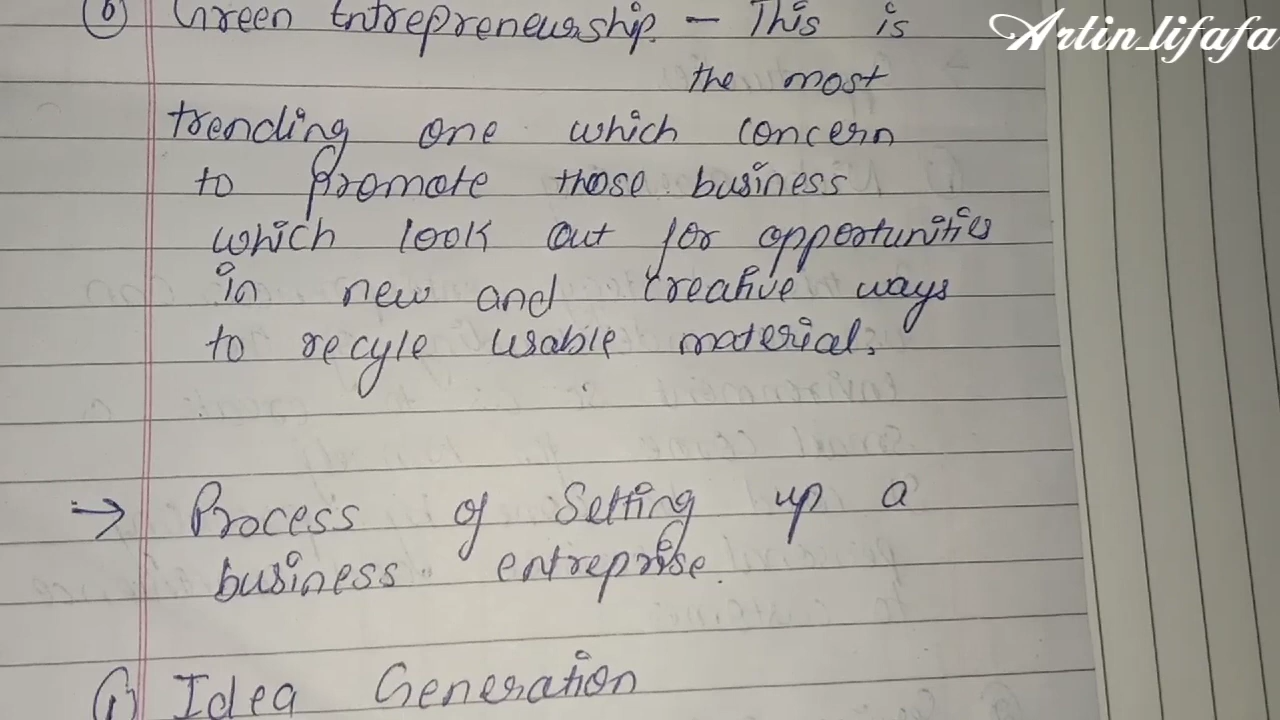 (6) Green Entrepreneurship. - This is
Artin_lifafa
the most
trending one which concern
to promote those business
which look out for opportunities
in new and creative ways
to recyle usable material.
→ Process of Setting up a
business entreprise.
(i) Idea Generation